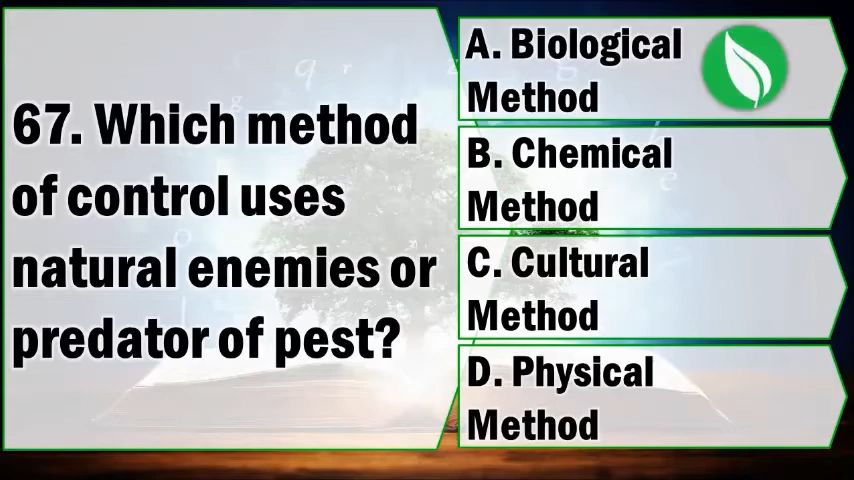 67. Which method
of control uses
natural enemies or
predator of pest?
A. Biological
Method
B. Chemical
Method
C. Cultural
Method
D. Physical
Method